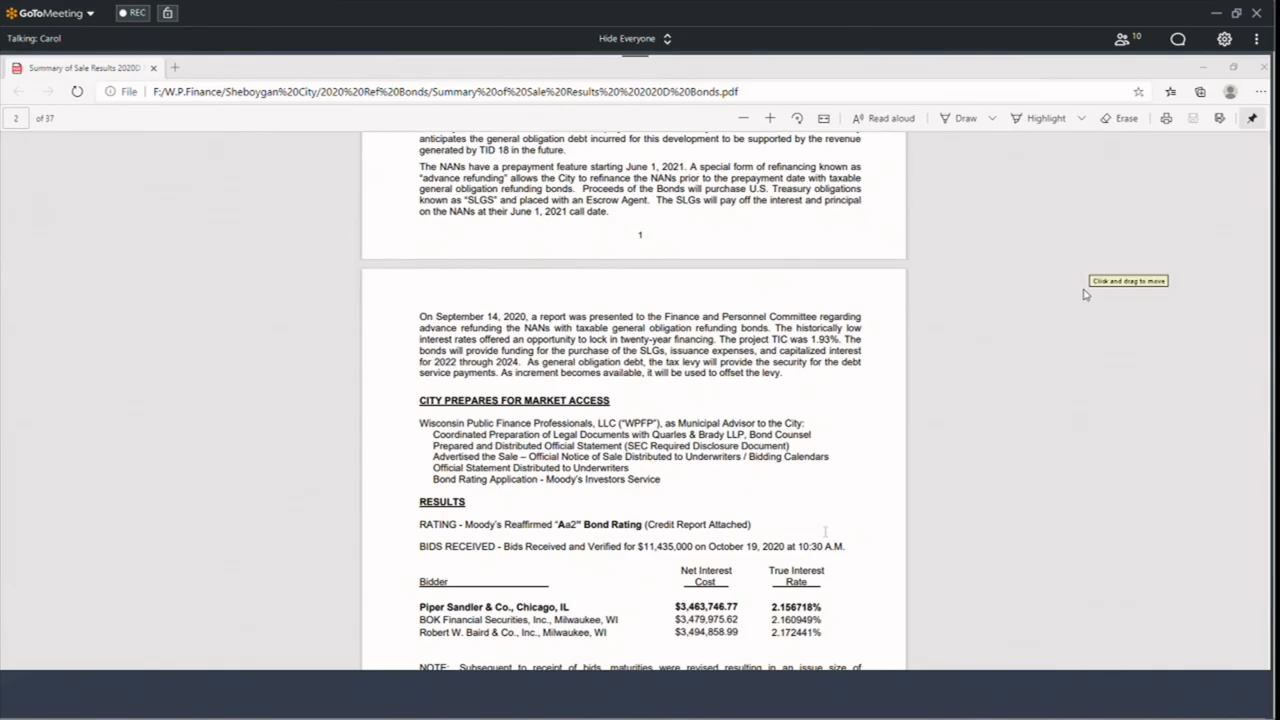 GoToMeeting REC
Talking: Carol Hide Everyone 10
Summary of Sale Results 2020D
File F:/W.P.Finance/Sheboygan%20City/2020%20Ref%20Bonds/Summary%20of%20Sale%20Results%20%202020D%20Bonds.pdf
2 of 37 Read aloud Draw Highlight Erase
anticipates the general obligation debt incurred for this development to be supported by the revenue
generated by TID 18 in the future.
The NANs have a prepayment feature starting June 1, 2021. A special form of refinancing known as
"advance refunding" allows the City to refinance the NANs prior to the prepayment date with taxable
general obligation refunding bonds. Proceeds of the Bonds will purchase U.S. Treasury obligations
known as "SLGS" and placed with an Escrow Agent. The SLGs will pay off the interest and principal
on the NANs at their June 1, 2021 call date.
1
Click and drag to move
On September 14, 2020, a report was presented to the Finance and Personnel Committee regarding
advance refunding the NANs with taxable general obligation refunding bonds. The historically low
interest rates offered an opportunity to lock in twenty-year financing. The project TIC was 1.93%. The
bonds will provide funding for the purchase of the SLGs, issuance expenses, and capitalized interest
for 2022 through 2024. As general obligation debt, the tax levy will provide the security for the debt
service payments. As increment becomes available, it will be used to offset the levy.
CITY PREPARES FOR MARKET ACCESS
Wisconsin Public Finance Professionals, LLC ("WPFP"), as Municipal Advisor to the City:
Coordinated Preparation of Legal Documents with Quarles & Brady LLP, Bond Counsel
Prepared and Distributed Official Statement (SEC Required Disclosure Document)
Advertised the Sale – Official Notice of Sale Distributed to Underwriters / Bidding Calendars
Official Statement Distributed to Underwriters
Bond Rating Application - Moody's Investors Service
RESULTS
RATING - Moody's Reaffirmed "Aa2" Bond Rating (Credit Report Attached)
BIDS RECEIVED - Bids Received and Verified for $11,435,000 on October 19, 2020 at 10:30 A.M.
Net Interest True Interest
Bidder Cost Rate
Piper Sandler & Co., Chicago, IL $3,463,746.77 2.156718%
BOK Financial Securities, Inc., Milwaukee, WI $3,479,975.62 2.160949%
Robert W. Baird & Co., Inc., Milwaukee, WI $3,494,858.99 2.172441%
NOTE: Subsequent to receipt of bids, maturities were revised resulting in an issue size of